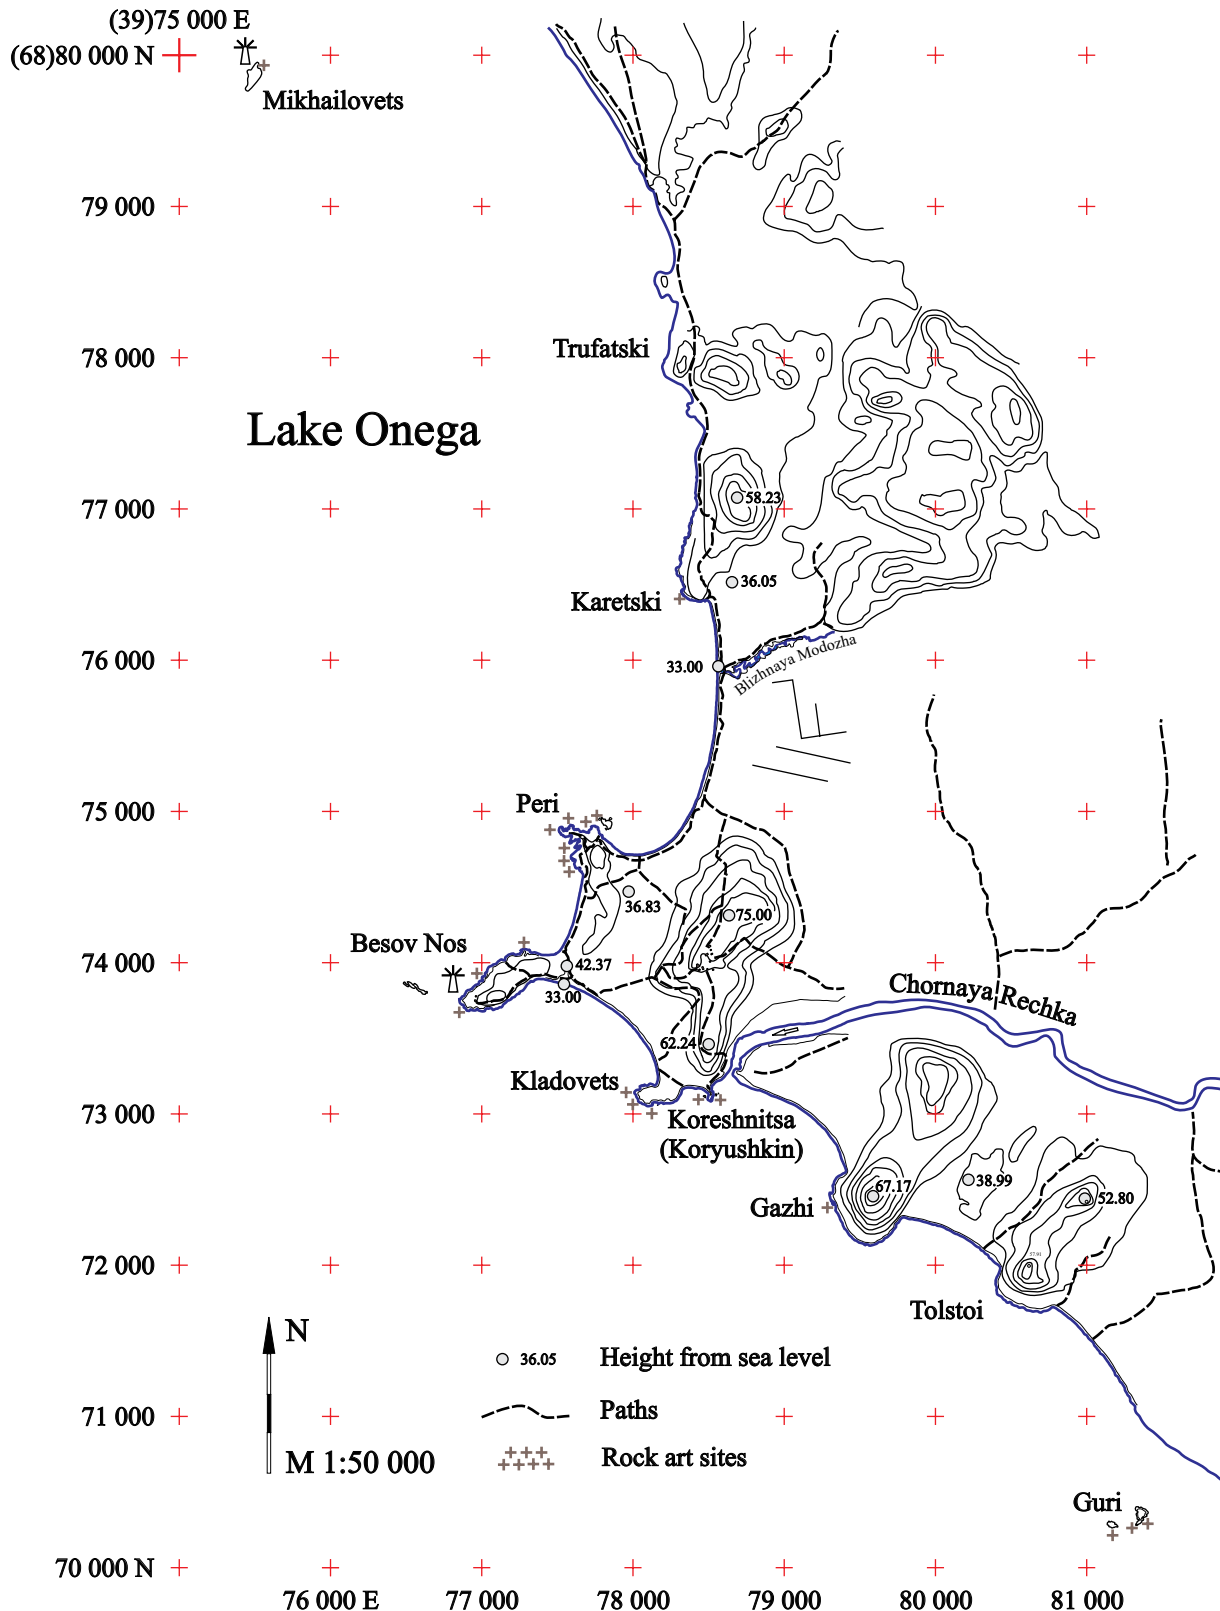 (39)75 000 E
(68)80 000 N
Mikhailovets
79 000
78 000
Trufatski
Lake Onega
77 000
58.23
36.05
Karetski
76 000
33.00
Blizhnaya Modozha
75 000
Peri
36.83
75.00
Besov Nos
74 000
42.37
33.00
Chornaya Rechka
62.24
Kladovets
73 000
Koreshnitsa
(Koryushkin)
67.17
38.99
52.80
Gazhi
72 000
Tolstoi
N
36.05 Height from sea level
71 000
Paths
M 1:50 000
Rock art sites
Guri
70 000 N
76 000 E
77 000
78 000
79 000
80 000
81 000